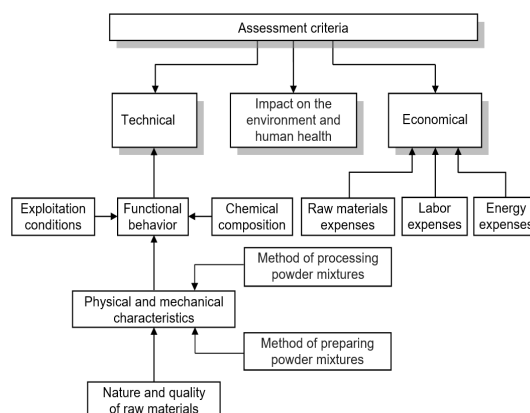 Assessment criteria
Technical
Impact on the
environment and
human health
Economical
Exploitation
conditions
Functional
behavior
Chemical
composition
Raw materials
expenses
Labor
expenses
Energy
expenses
Method of processing
powder mixtures
Physical and mechanical
characteristics
Method of preparing
powder mixtures
Nature and quality
of raw materials